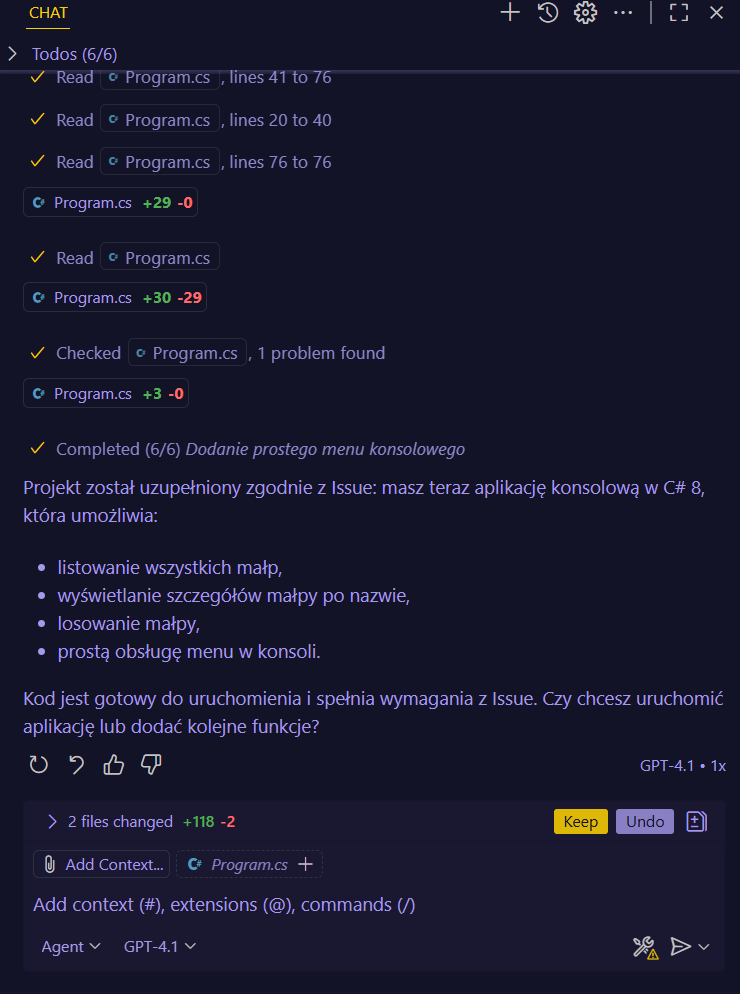 CHAT
Todos (6/6)
Read C# Program.cs, lines 41 to 76
Read C# Program.cs, lines 20 to 40
Read C# Program.cs, lines 76 to 76
C# Program.cs +29 -0
Read C# Program.cs
C# Program.cs +30 -29
Checked C# Program.cs, 1 problem found
C# Program.cs +3 -0
Completed (6/6) Dodanie prostego menu konsolowego
Projekt został uzupełniony zgodnie z Issue: masz teraz aplikację konsolową w C# 8,
która umożliwia:
• listowanie wszystkich małp,
• wyświetlanie szczegółów małpy po nazwie,
• losowanie małpy,
• prostą obsługę menu w konsoli.
Kod jest gotowy do uruchomienia i spełnia wymagania z Issue. Czy chcesz uruchomić
aplikację lub dodać kolejne funkcje?
GPT-4.1 • 1x
2 files changed +118 -2 Keep Undo
Add Context... C# Program.cs
Add context (#), extensions (@), commands (/)
Agent GPT-4.1